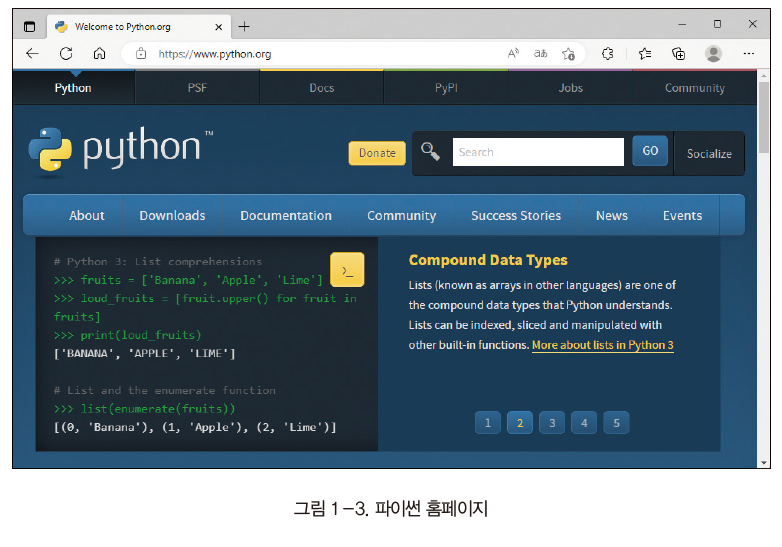 Welcome to Python.org
https://www.python.org
Python PSF Docs PyPI Jobs Community
python™
Donate Search GO Socialize
About Downloads Documentation Community Success Stories News Events
# Python 3: List comprehensions
>>> fruits = ['Banana', 'Apple', 'Lime']
>>> loud_fruits = [fruit.upper() for fruit in
fruits]
>>> print(loud_fruits)
['BANANA', 'APPLE', 'LIME']
# List and the enumerate function
>>> list(enumerate(fruits))
[(0, 'Banana'), (1, 'Apple'), (2, 'Lime')]
>_
Compound Data Types
Lists (known as arrays in other languages) are one of
the compound data types that Python understands.
Lists can be indexed, sliced and manipulated with
other built-in functions. More about lists in Python 3
1 2 3 4 5
그림 1-3. 파이썬 홈페이지